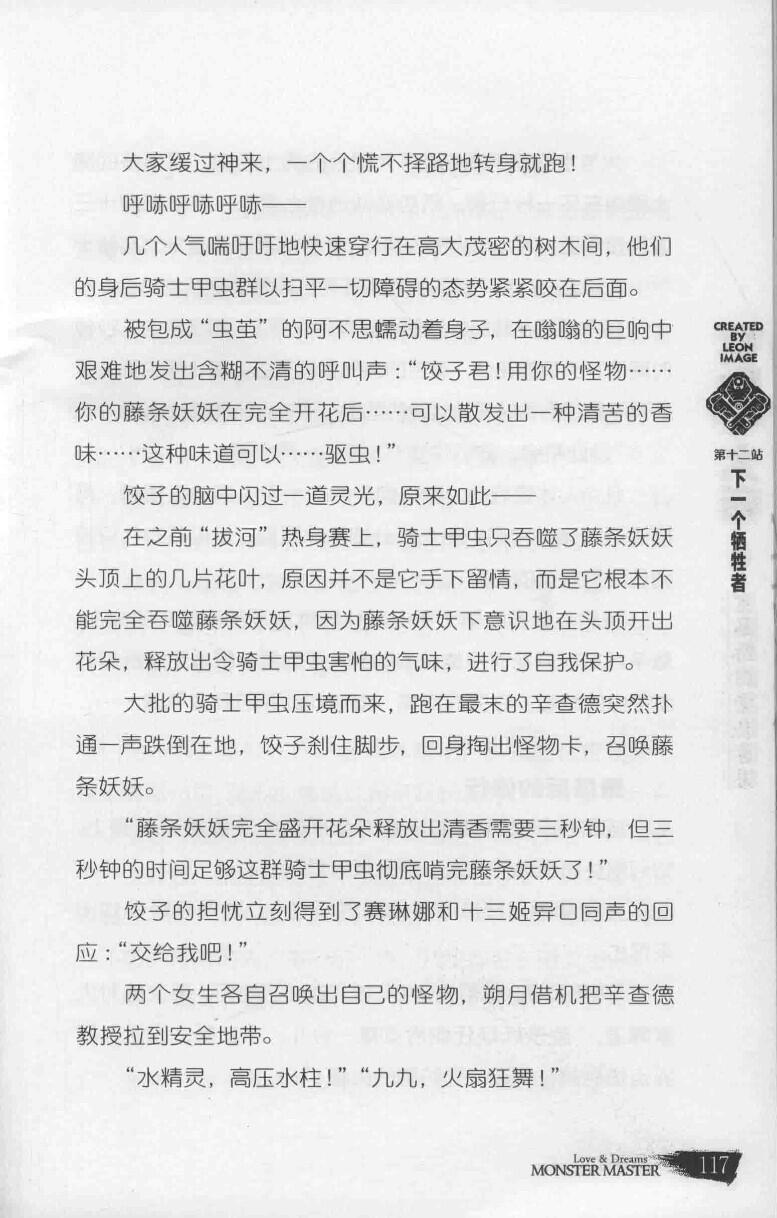 大家缓过神来，一个个慌不择路地转身就跑！
呼哧呼哧呼哧——
几个人气喘吁吁地快速穿行在高大茂密的树木间，他们
的身后骑士甲虫群以扫平一切障碍的态势紧紧咬在后面。
被包成“虫茧”的阿不思蠕动着身子，在嗡嗡的巨响中
艰难地发出含糊不清的呼叫声：“饺子君！用你的怪物……
你的藤条妖妖在完全开花后……可以散发出一种清苦的香
味……这种味道可以……驱虫！”
饺子的脑中闪过一道灵光，原来如此——
在之前“拔河”热身赛上，骑士甲虫只吞噬了藤条妖妖
头顶上的几片花叶，原因并不是它手下留情，而是它根本不
能完全吞噬藤条妖妖，因为藤条妖妖下意识地在头顶开出
花朵，释放出令骑士甲虫害怕的气味，进行了自我保护。
大批的骑士甲虫压境而来，跑在最末的辛查德突然扑
通一声跌倒在地，饺子刹住脚步，回身掏出怪物卡，召唤藤
条妖妖。
“藤条妖妖完全盛开花朵释放出清香需要三秒钟，但三
秒钟的时间足够这群骑士甲虫彻底啃完藤条妖妖了！”
饺子的担忧立刻得到了赛琳娜和十三姬异口同声的回
应：“交给我吧！”
两个女生各自召唤出自己的怪物，朔月借机把辛查德
教授拉到安全地带。
“水精灵，高压水柱！”“九九，火扇狂舞！”
CREATED
BY
LEON
IMAGE
第十二站
下一个牺牲者
Love & Dreams
MONSTER MASTER
117